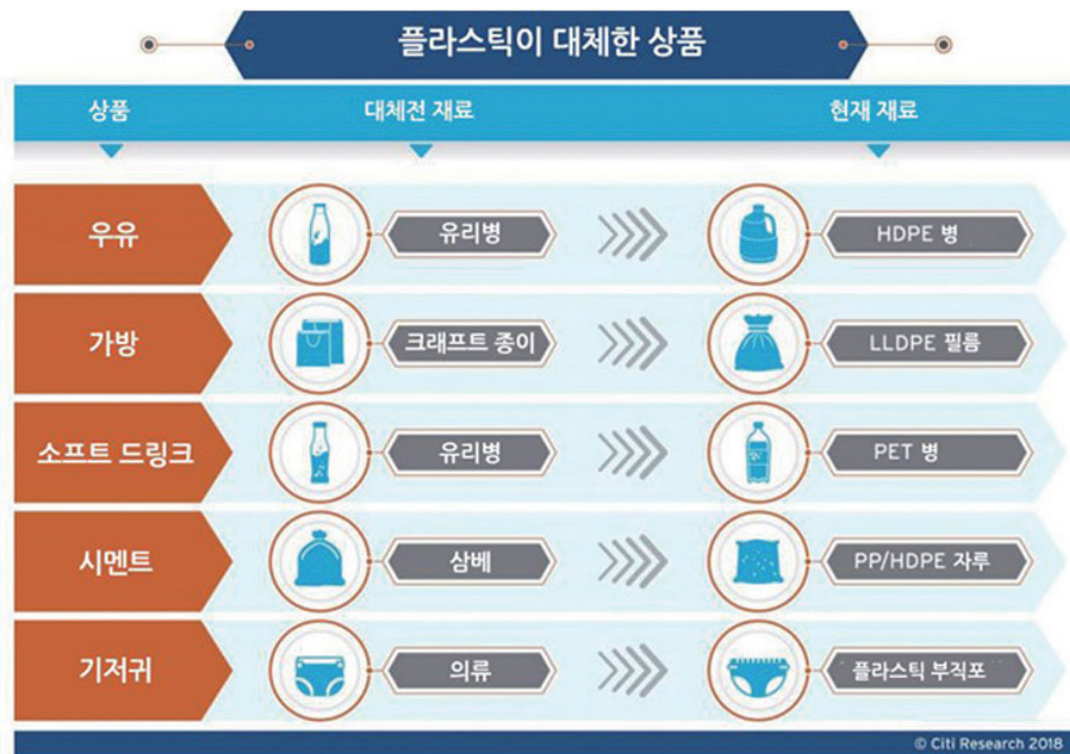 플라스틱이 대체한 상품
상품 대체전 재료 현재 재료
우유 유리병 HDPE 병
가방 크래프트 종이 LLDPE 필름
소프트 드링크 유리병 PET 병
시멘트 삼베 PP/HDPE 자루
기저귀 의류 플라스틱 부직포
© Citi Research 2018